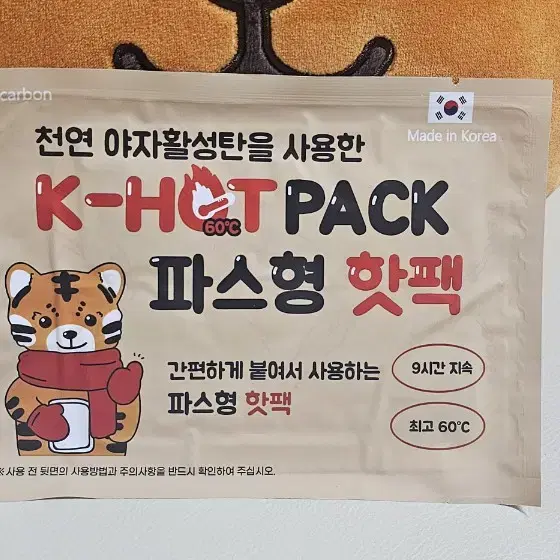 carbon
Made in Korea
천연 야자활성탄을 사용한
K-HOT PACK
60℃
파스형 핫팩
간편하게 붙여서 사용하는
파스형 핫팩
9시간 지속
최고 60℃
※사용 전 뒷면의 사용방법과 주의사항을 반드시 확인하여 주십시오.